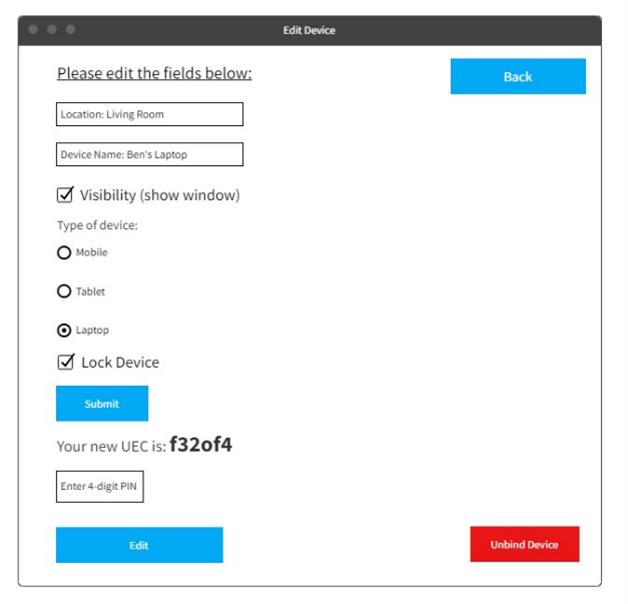 Edit Device
Please edit the fields below:
Back
Location: Living Room
Device Name: Ben's Laptop
Visibility (show window)
Type of device:
Mobile
Tablet
Laptop
Lock Device
Submit
Your new UEC is: f32of4
Enter 4-digit PIN
Edit
Unbind Device